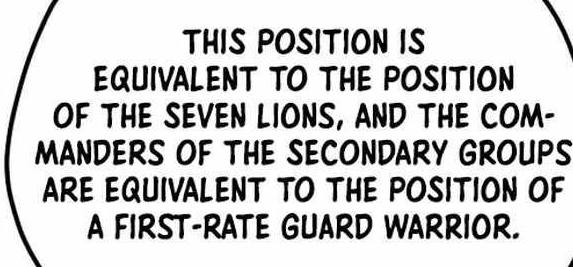 THIS POSITION IS
EQUIVALENT TO THE POSITION
OF THE SEVEN LIONS, AND THE COM-
MANDERS OF THE SECONDARY GROUPS
ARE EQUIVALENT TO THE POSITION OF
A FIRST-RATE GUARD WARRIOR.